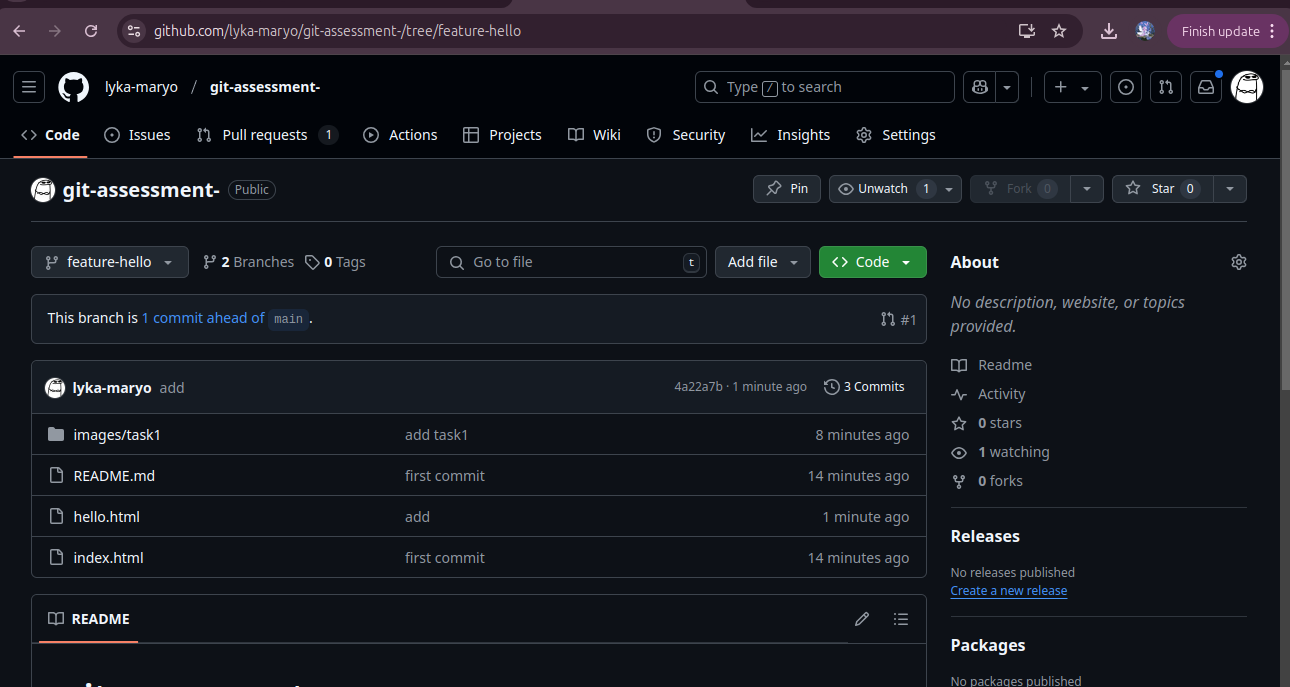 github.com/lyka-maryo/git-assessment-/tree/feature-hello
Finish update
lyka-maryo / git-assessment-
Type / to search
Code Issues Pull requests 1 Actions Projects Wiki Security Insights Settings
git-assessment- Public
Pin Unwatch 1 Fork 0 Star 0
feature-hello 2 Branches 0 Tags Go to file t Add file Code
This branch is 1 commit ahead of main. #1
lyka-maryo add 4a22a7b · 1 minute ago 3 Commits
images/task1 add task1 8 minutes ago
README.md first commit 14 minutes ago
hello.html add 1 minute ago
index.html first commit 14 minutes ago
README
About
No description, website, or topics
provided.
Readme
Activity
0 stars
1 watching
0 forks
Releases
No releases published
Create a new release
Packages
No packages published